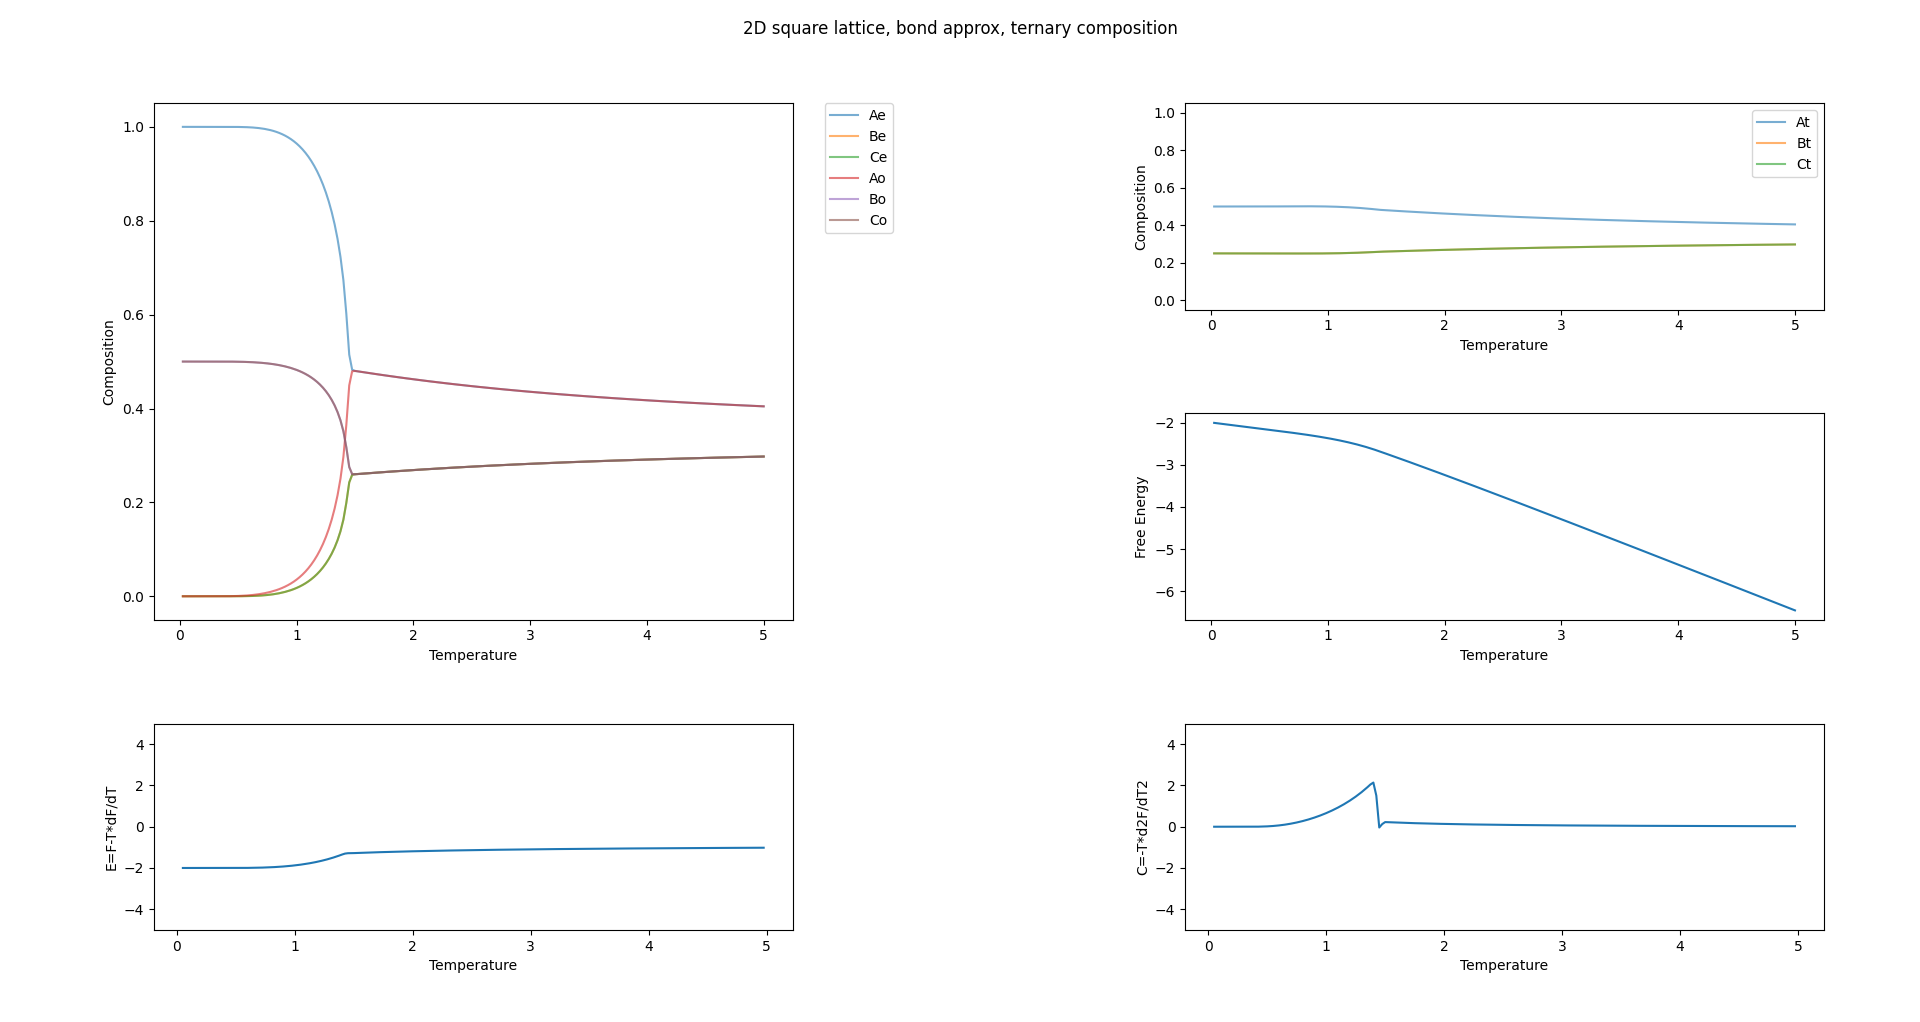 2D square lattice, bond approx, ternary composition
Composition
1.0
0.8
0.6
0.4
0.2
0.0
0 1 2 3 4 5
Temperature
Ae
Be
Ce
Ao
Bo
Co
Composition
1.0
0.8
0.6
0.4
0.2
0.0
0 1 2 3 4 5
Temperature
At
Bt
Ct
Free Energy
−2
−3
−4
−5
−6
0 1 2 3 4 5
Temperature
E=F-T*dF/dT
4
2
0
−2
−4
0 1 2 3 4 5
Temperature
C=-T*d2F/dT2
4
2
0
−2
−4
0 1 2 3 4 5
Temperature